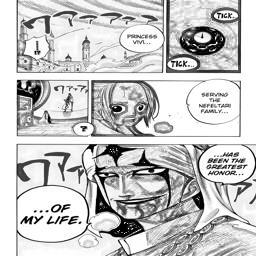 PRINCESS
VIVI...
!!
TICK...
TICK...
?
SERVING
THE
NEFELTARI
FAMILY...
...HAS
BEEN THE
GREATEST
HONOR...
...OF
MY LIFE.